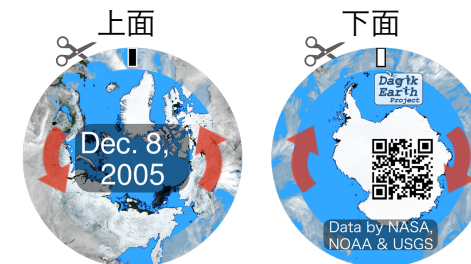 上面
下面
Dec. 8,
2005
Dagik
Earth
Project
Data by NASA,
NOAA & USGS